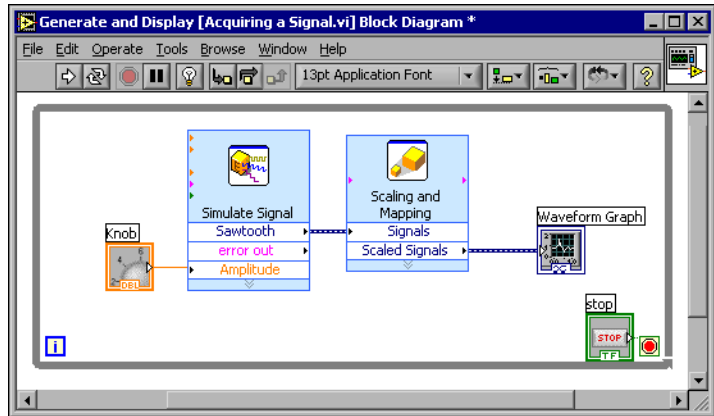 Generate and Display [Acquiring a Signal.vi] Block Diagram *
File Edit Operate Tools Browse Window Help
13pt Application Font
Simulate Signal
Sawtooth
error out
Amplitude
Scaling and
Mapping
Signals
Scaled Signals
Knob
DBL
Waveform Graph
stop
STOP
TF
i